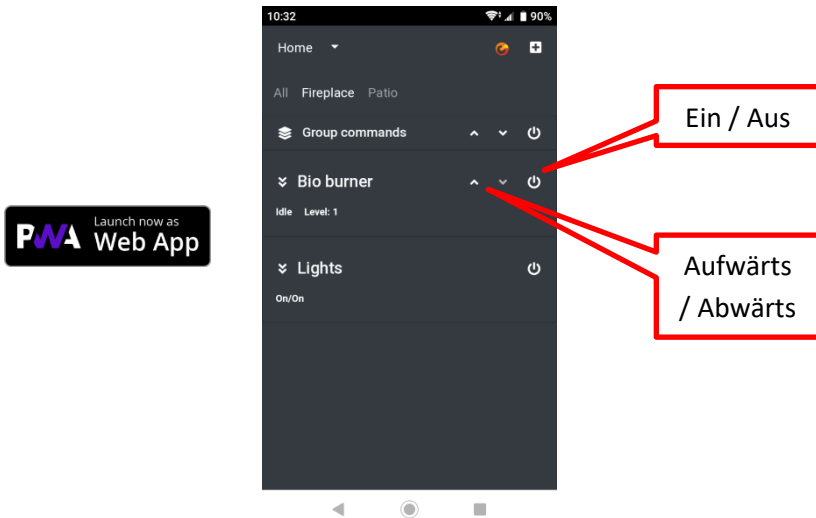 10:32 90%
Home
All Fireplace Patio
Group commands
Bio burner
Idle Level: 1
Lights
On/On
PWA Launch now as
Web App
Ein / Aus
Aufwärts
/ Abwärts